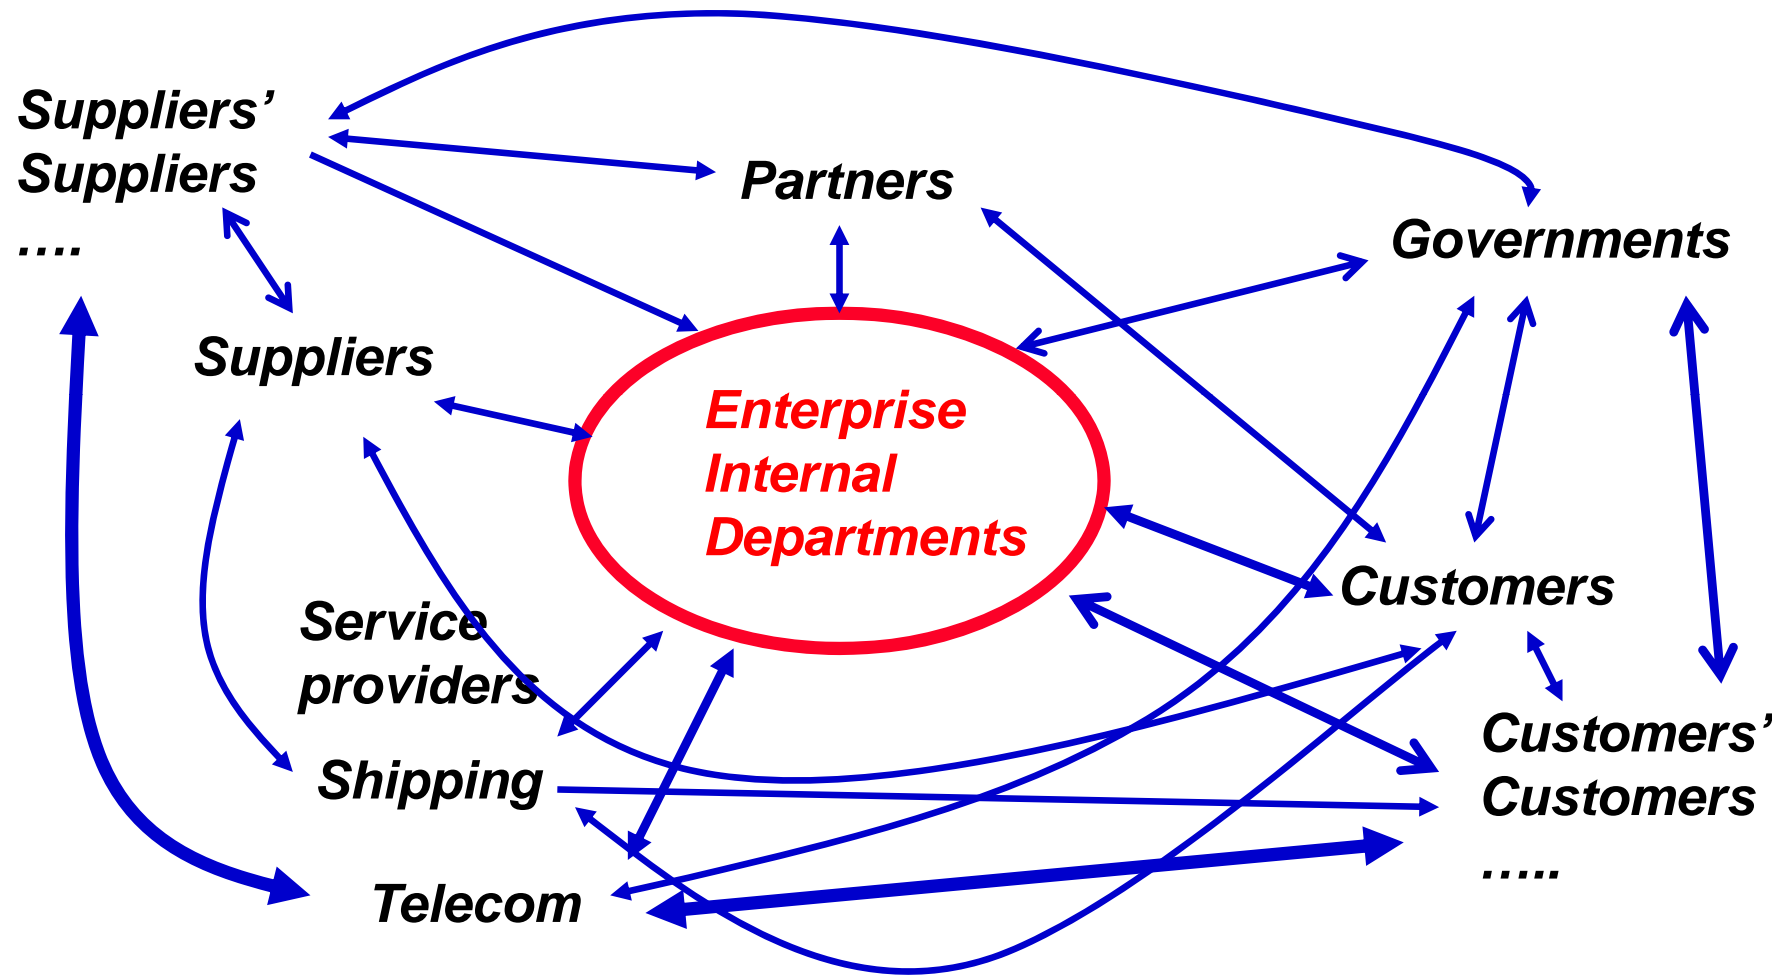 Suppliers’
Suppliers
….
Partners
Governments
Suppliers
Enterprise
Internal
Departments
Customers
Service
providers
Shipping
Telecom
Customers’
Customers
…..